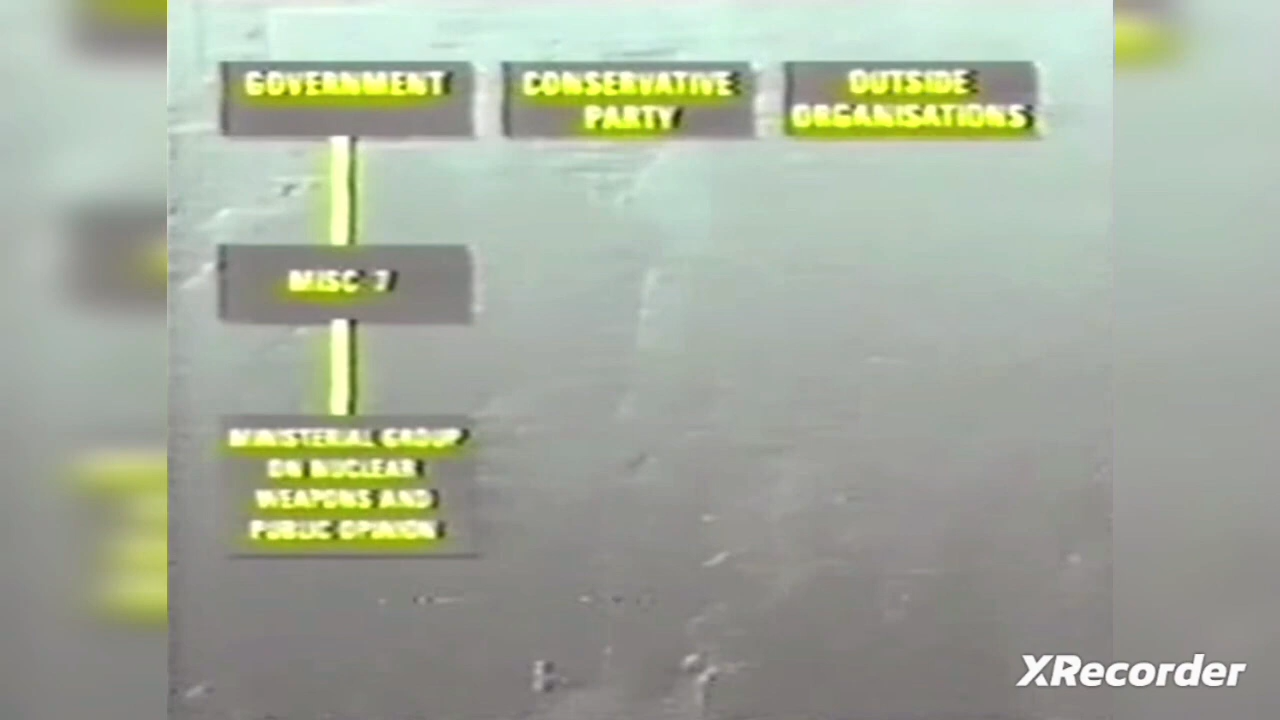 GOVERNMENT
CONSERVATIVE
PARTY
OUTSIDE
ORGANISATIONS
MISC 7
MINISTERIAL GROUP
ON NUCLEAR
WEAPONS AND
PUBLIC OPINION
XRecorder